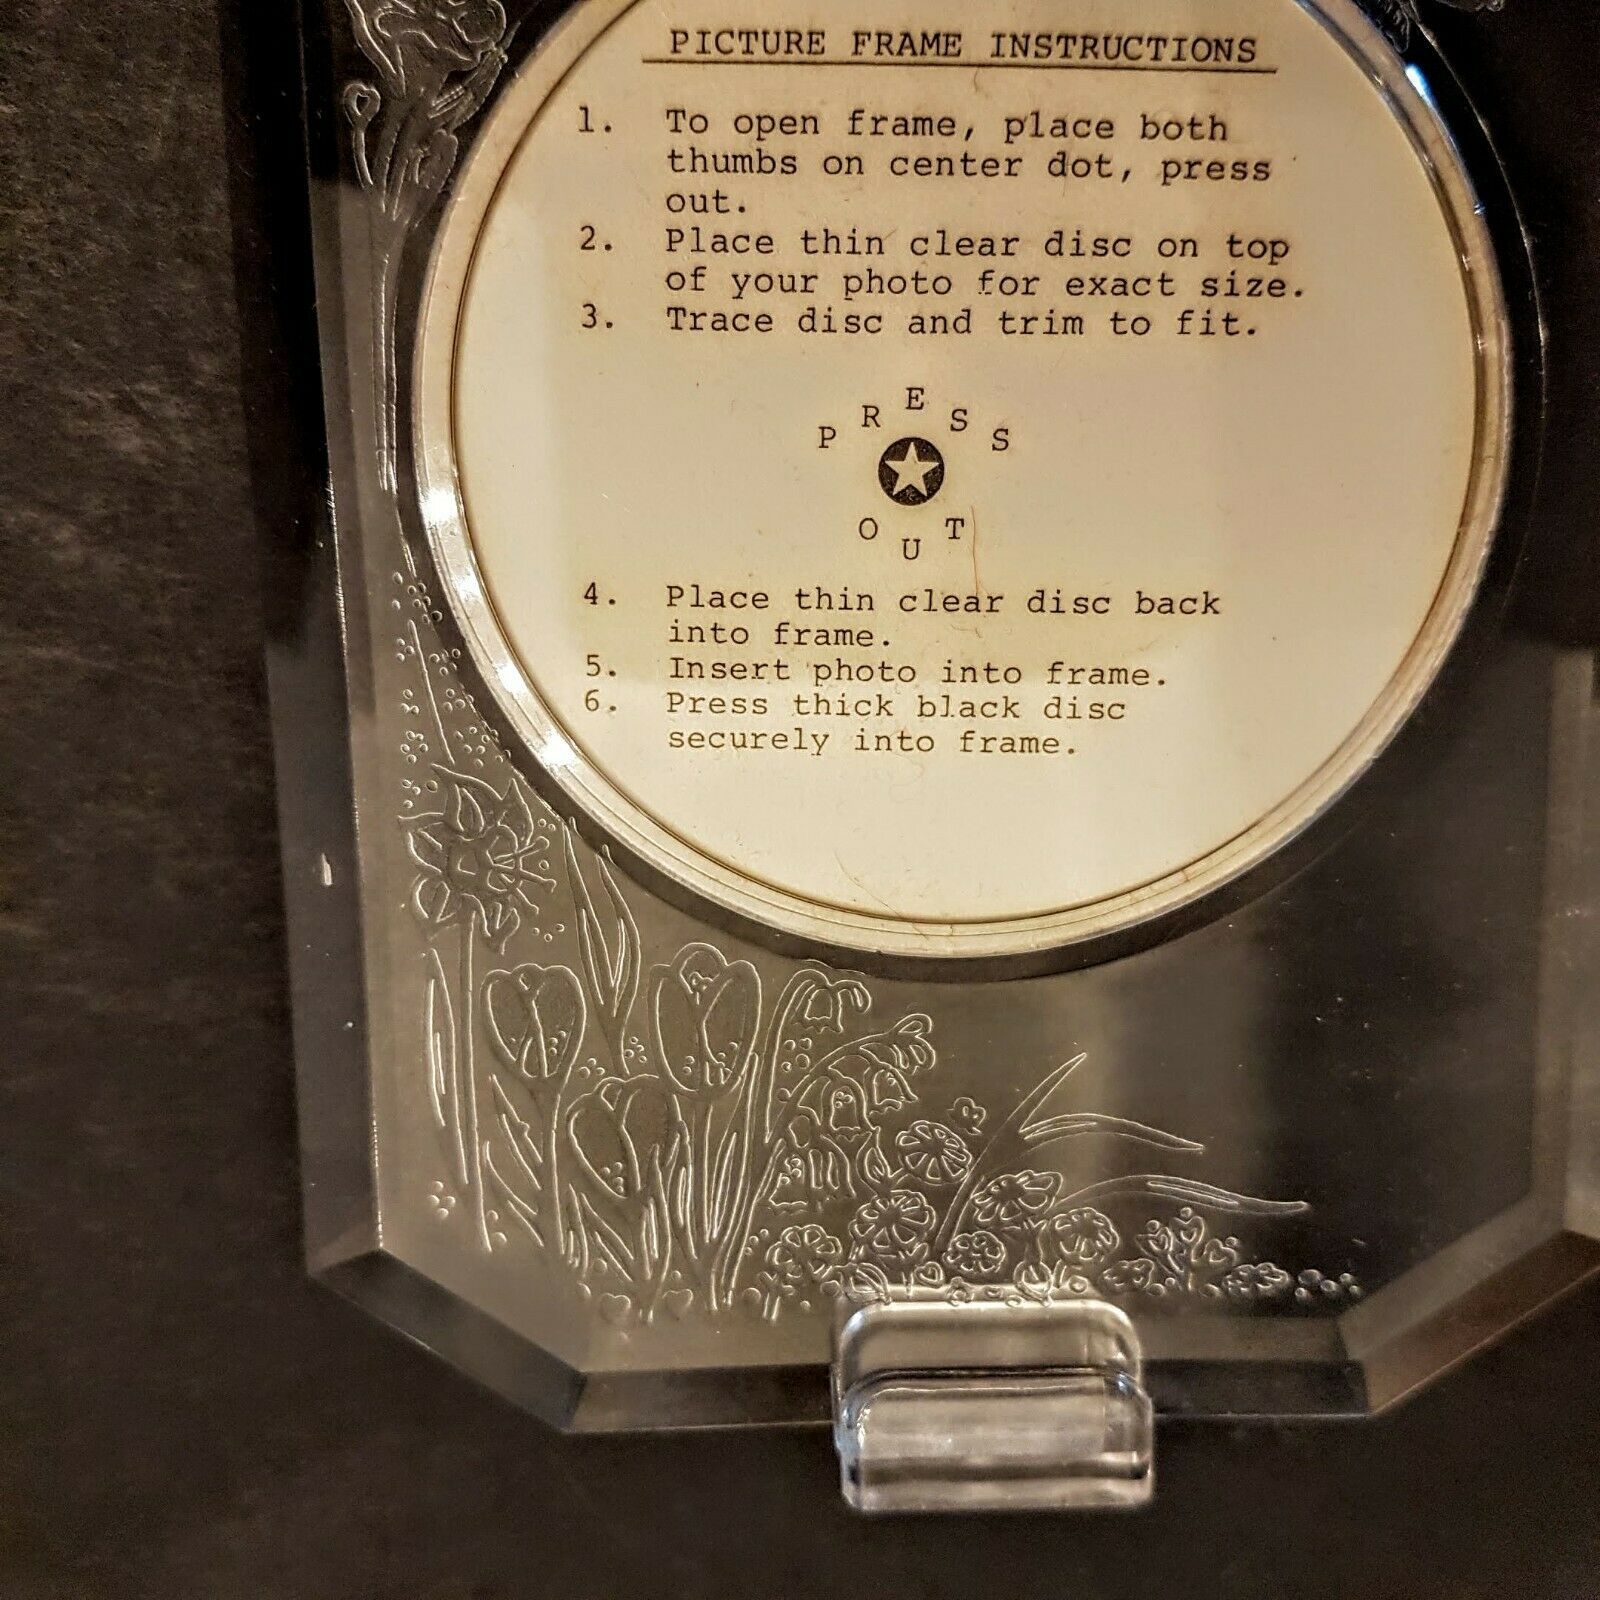 PICTURE FRAME INSTRUCTIONS
1. To open frame, place both
thumbs on center dot, press
out.
2. Place thin clear disc on top
of your photo for exact size.
3. Trace disc and trim to fit.
PRESS
OUT
4. Place thin clear disc back
into frame.
5. Insert photo into frame.
6. Press thick black disc
securely into frame.